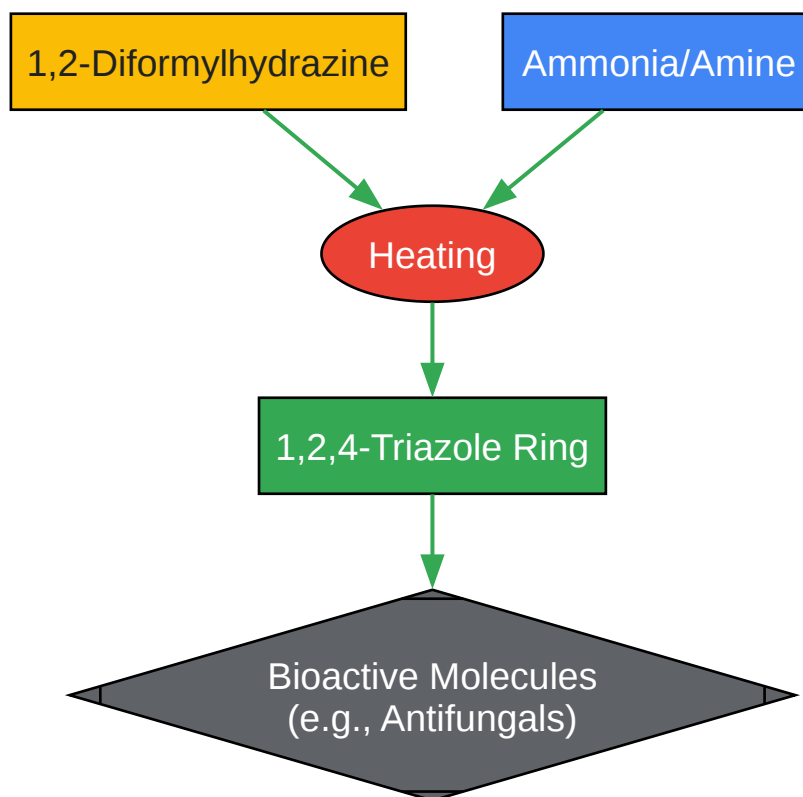 1,2-Diformylhydrazine
Ammonia/Amine
Heating
1,2,4-Triazole Ring
Bioactive Molecules
(e.g., Antifungals)